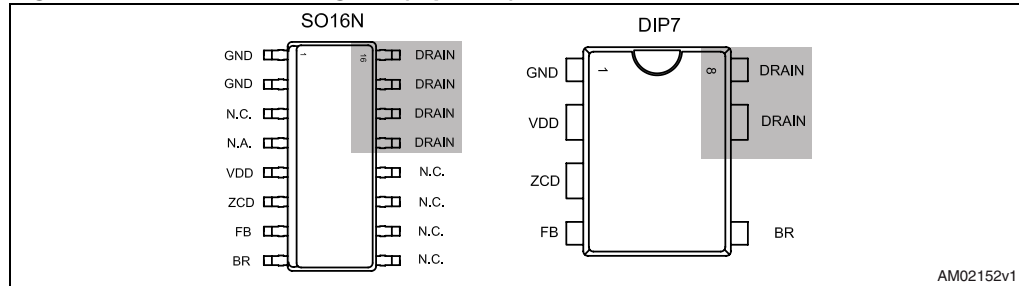 SO16N
GND 1 16 DRAIN
GND DRAIN
N.C. DRAIN
N.A. DRAIN
VDD N.C.
ZCD N.C.
FB N.C.
BR N.C.
DIP7
GND 1 8 DRAIN
VDD DRAIN
ZCD
FB BR
AM02152v1